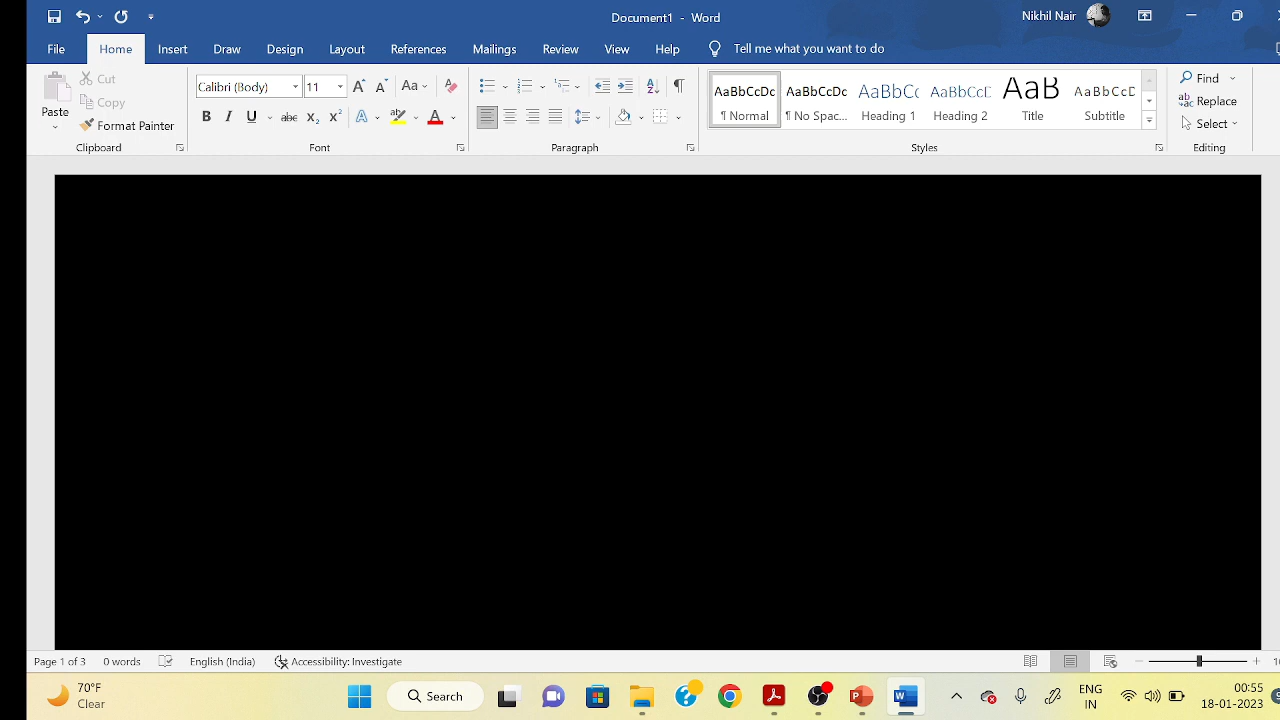 Document1 - Word
Nikhil Nair
File Home Insert Draw Design Layout References Mailings Review View Help Tell me what you want to do
Paste
Cut
Copy
Format Painter
Clipboard
Calibri (Body) 11
Font
Paragraph
AaBbCcDc AaBbCcDc AaBbCc AaBbCcD AaB AaBbCcD
¶ Normal ¶ No Spac... Heading 1 Heading 2 Title Subtitle
Styles
Find
Replace
Select
Editing
Page 1 of 3 0 words English (India) Accessibility: Investigate
70°F
Clear
Search
ENG
IN
00:55
18-01-2023